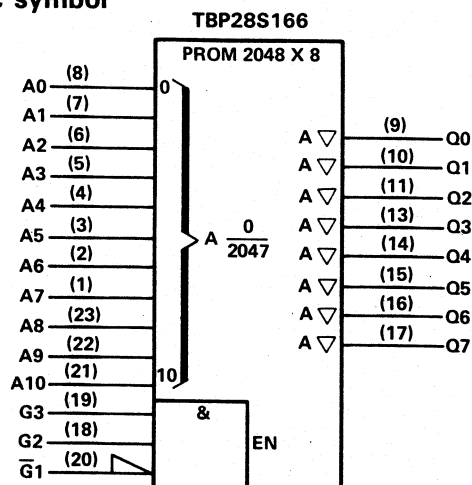 symbol
TBP28S166
PROM 2048 X 8
A0 (8) 0
A1 (7)
A2 (6)
A3 (5)
A4 (4)
A5 (3)
A6 (2)
A7 (1)
A8 (23)
A9 (22)
A10 (21) 10
G3 (19)
G2 (18)
G̅1 (20)
A 0/2047
&
EN
A ▽ (9) Q0
A ▽ (10) Q1
A ▽ (11) Q2
A ▽ (13) Q3
A ▽ (14) Q4
A ▽ (15) Q5
A ▽ (16) Q6
A ▽ (17) Q7